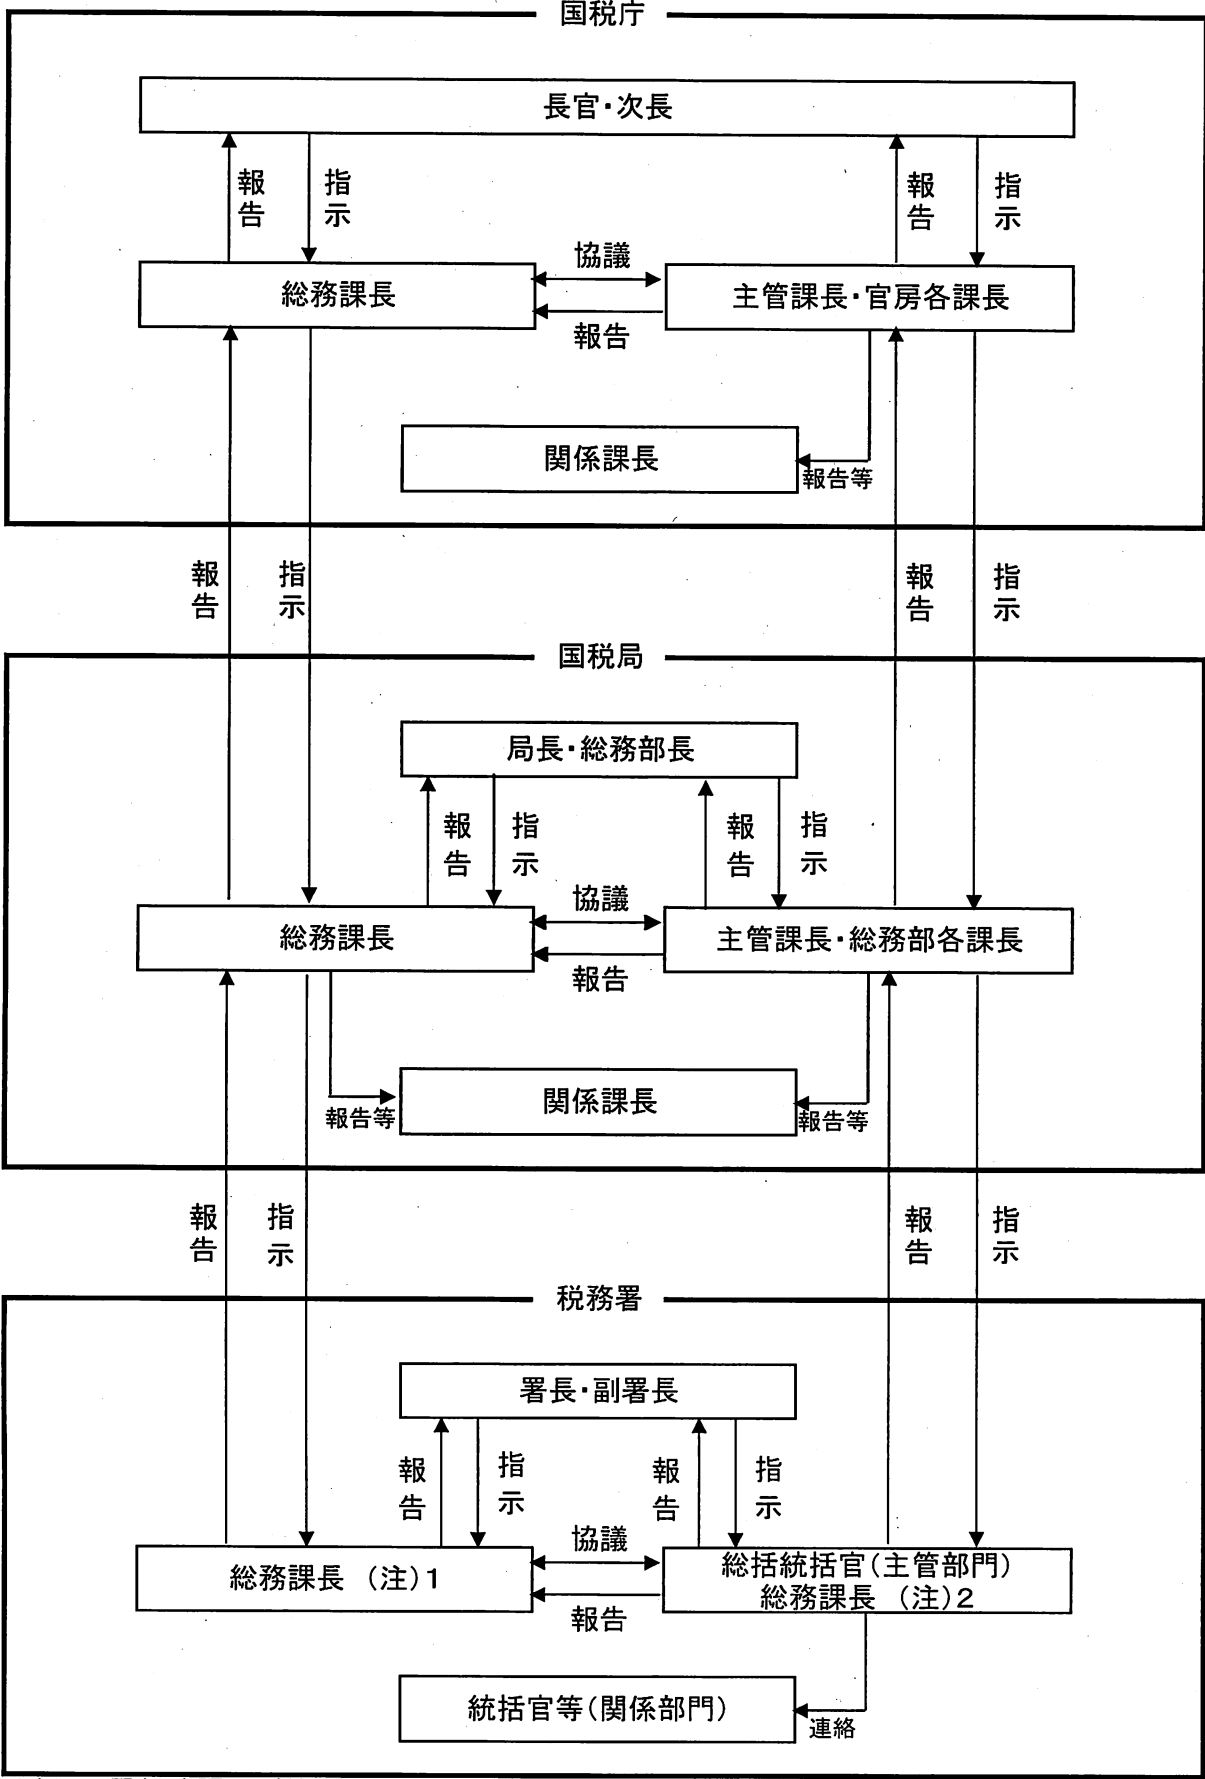 国税庁
長官・次長
報告
指示
報告
指示
総務課長
協議
報告
主管課長・官房各課長
関係課長
報告等
報告
指示
報告
指示
国税局
局長・総務部長
報告
指示
報告
指示
総務課長
協議
報告
主管課長・総務部各課長
関係課長
報告等
報告等
報告
指示
報告
指示
税務署
署長・副署長
報告
指示
報告
指示
総務課長 (注)1
協議
報告
総括統括官(主管部門)
総務課長 (注)2
統括官等(関係部門)
連絡